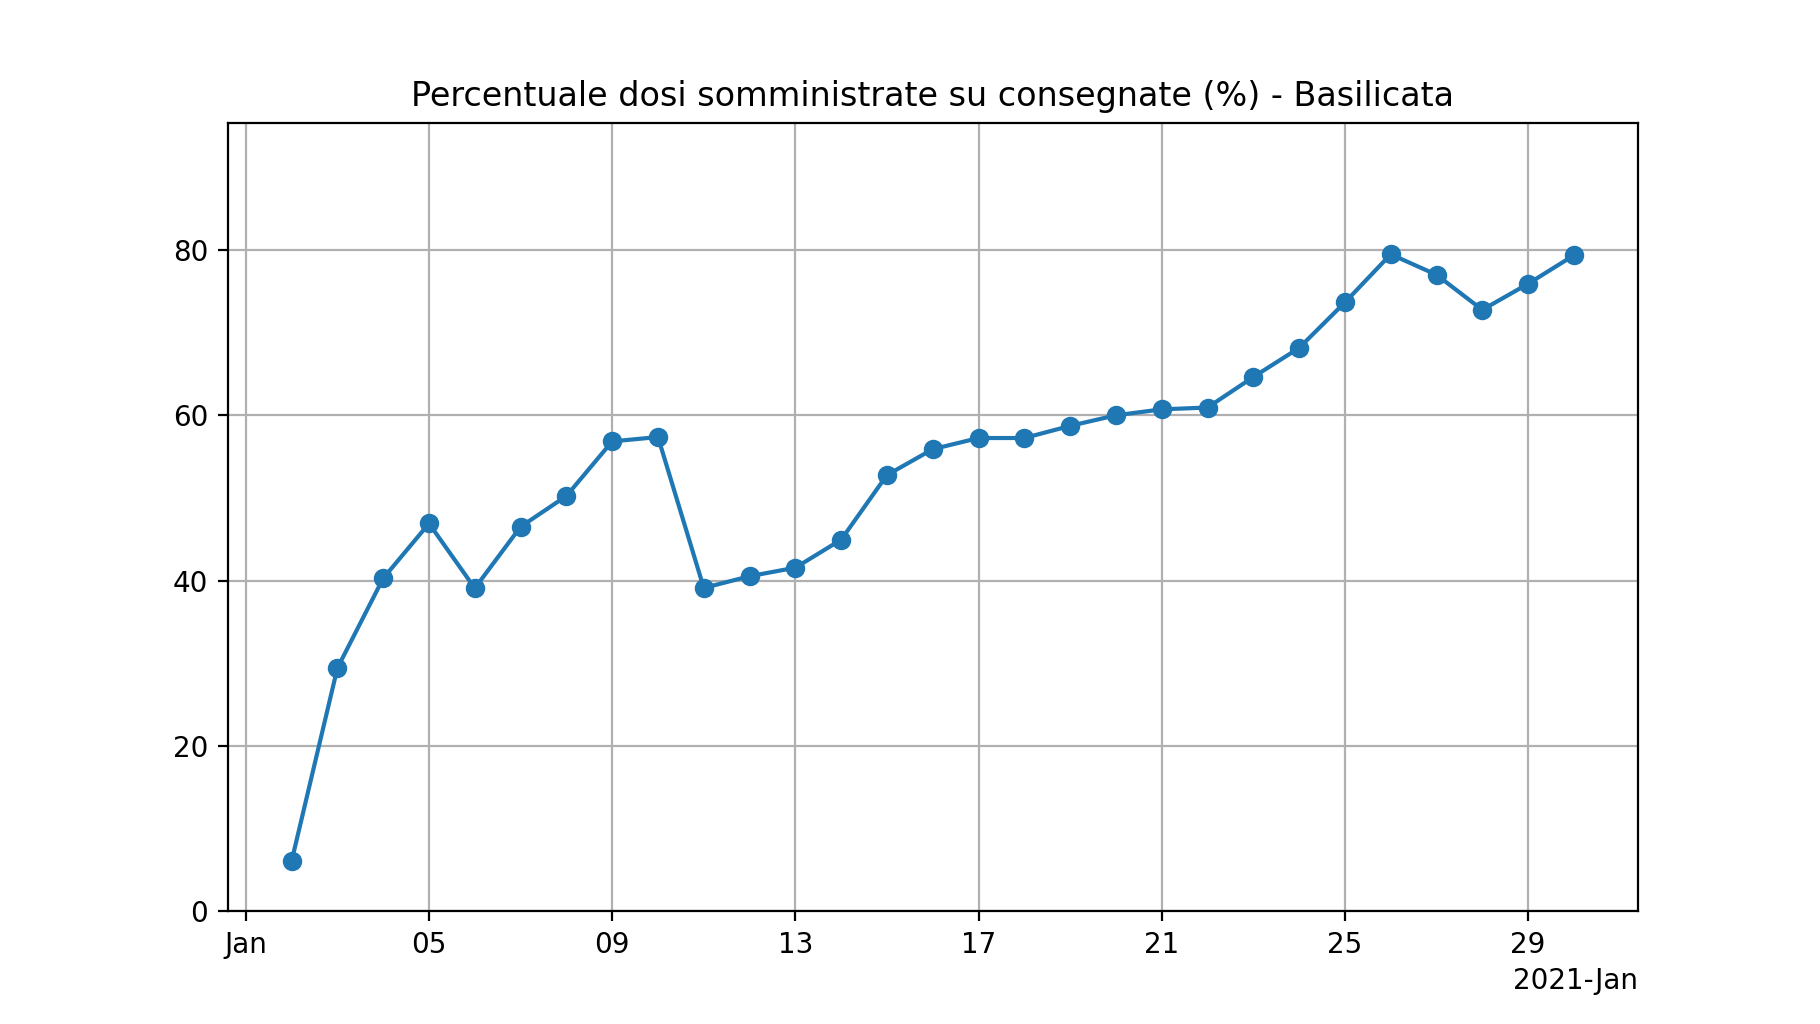 Percentuale dosi somministrate su consegnate (%) - Basilicata
80
60
40
20
0
Jan 05 09 13 17 21 25 29
2021-Jan